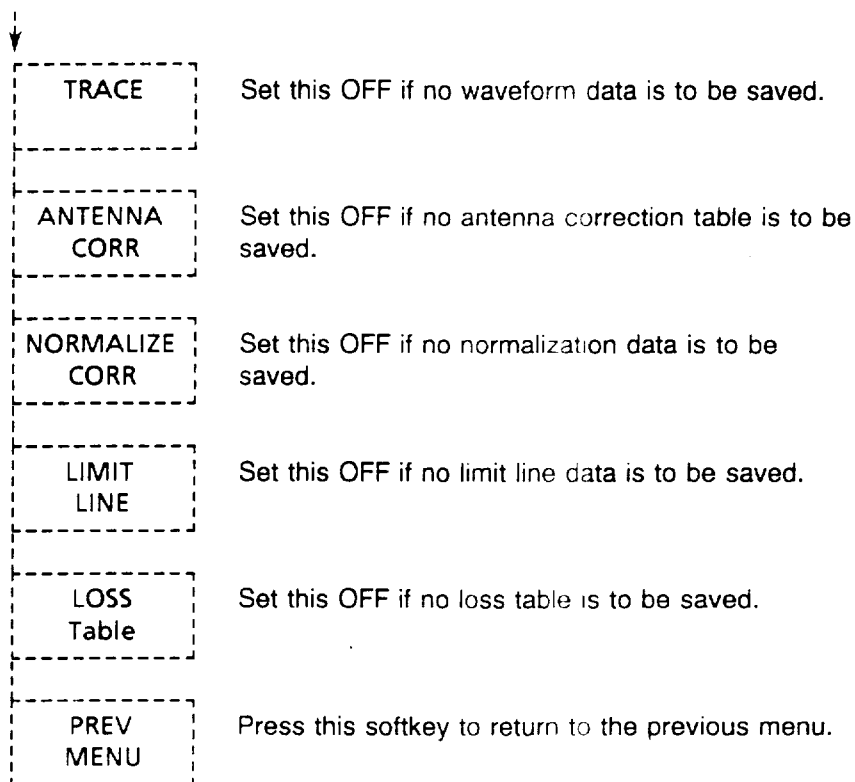 TRACE
Set this OFF if no waveform data is to be saved.
ANTENNA
CORR
Set this OFF if no antenna correction table is to be
saved.
NORMALIZE
CORR
Set this OFF if no normalization data is to be
saved.
LIMIT
LINE
Set this OFF if no limit line data is to be saved.
LOSS
Table
Set this OFF if no loss table is to be saved.
PREV
MENU
Press this softkey to return to the previous menu.